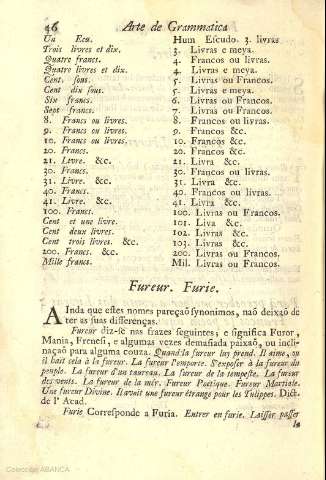 46 Arte de Grammatica
Un Ecu. Hum Escudo. 3. livras
Trois livres et dix. 3. Livras e meya.
Quatre francs. 4. Francos ou livras.
Quatre livres et dix. 4. Livras e meya.
Cent. sous. 5. Livras ou Francos.
Cent dix sous. 5. Livras e meya.
Six francs. 6. Livras ou Francos.
Sept francs. 7. Livras ou Francos.
8. Francs ou livres. 8. Francos ou livras.
9. Francs ou livres. 9. Francos &c.
10. Francs ou livres. 10. Francos &c.
20. Francs. 20. Francos &c.
21. Livre. &c. 21. Livra &c.
30. Francs. 30. Francos ou livras.
31. Livre. &c. 31. Livra &c.
40. Francs. 40. Francos ou livra.
41. Livre. &c. 41. Livra &c.
100. Francs. 100. Livras ou Francos.
Cent et une livre. 101. Liva &c.
Cent deux livres. 102. Livras &c.
Cent trois livres. &c. 103. Livras &c.
200. Francs. &c. 200. Livras ou Francos.
Mille francs. Mil. Livras ou Francos.
Fureur. Furie.
AInda que estes nomes pareçaõ synonimos, naõ deixaõ de
ter as suas differenças.
Fureur diz-se nas frazes seguintes; e significa Furor,
Mania, Frenesi, e algumas vezes demasiada paixaõ, ou incli-
naçaõ para alguma couza. Quand la fureur luy prend. Il aime, ou
il hait cela à la fureur. La fureur l'emporte. S'exposer à la fureur dit
peuple. La fureur d'un taureau. La fureur de la tempeste. La fureur
des vents. La fureur de la mér. Fureur Poetique. Fureur Martiale.
Une fureur Divine. Il avoit une fureur étrange pour les Tulippes. Dict.
de l' Acad.
Furie Corresponde a Furia. Entrer en furie. Laisser passer
la
Colección ABANCA